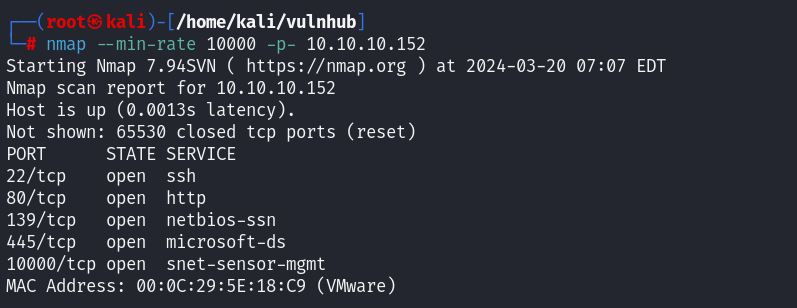 ┌──(root㉿kali)-[/home/kali/vulnhub]
└─# nmap --min-rate 10000 -p- 10.10.10.152
Starting Nmap 7.94SVN ( https://nmap.org ) at 2024-03-20 07:07 EDT
Nmap scan report for 10.10.10.152
Host is up (0.0013s latency).
Not shown: 65530 closed tcp ports (reset)
PORT      STATE SERVICE
22/tcp    open  ssh
80/tcp    open  http
139/tcp   open  netbios-ssn
445/tcp   open  microsoft-ds
10000/tcp open  snet-sensor-mgmt
MAC Address: 00:0C:29:5E:18:C9 (VMware)